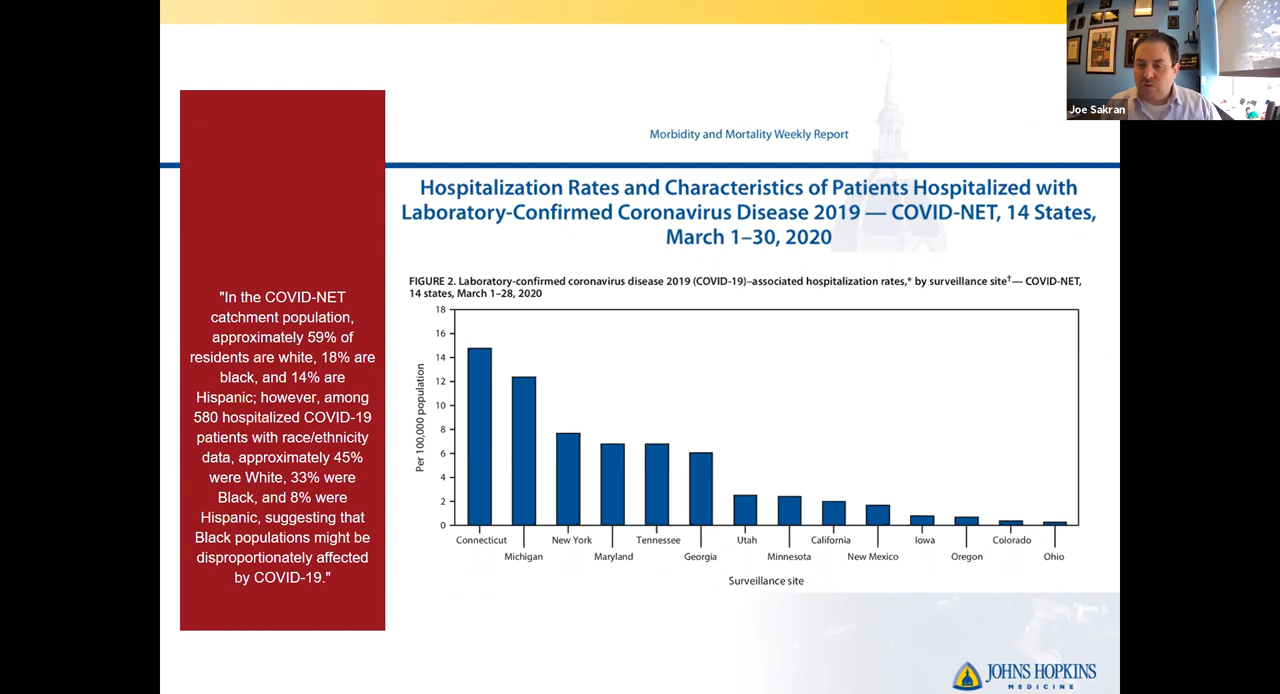 Joe Sakran
Morbidity and Mortality Weekly Report
Hospitalization Rates and Characteristics of Patients Hospitalized with
Laboratory-Confirmed Coronavirus Disease 2019 — COVID-NET, 14 States,
March 1–30, 2020
"In the COVID-NET
catchment population,
approximately 59% of
residents are white, 18% are
black, and 14% are
Hispanic; however, among
580 hospitalized COVID-19
patients with race/ethnicity
data, approximately 45%
were White, 33% were
Black, and 8% were
Hispanic, suggesting that
Black populations might be
disproportionately affected
by COVID-19."
FIGURE 2. Laboratory-confirmed coronavirus disease 2019 (COVID-19)–associated hospitalization rates,* by surveillance site†— COVID-NET,
14 states, March 1–28, 2020
Per 100,000 population
18
16
14
12
10
8
6
4
2
0
Connecticut
Michigan
New York
Maryland
Tennessee
Georgia
Utah
Minnesota
California
New Mexico
Iowa
Oregon
Colorado
Ohio
Surveillance site
JOHNS HOPKINS
MEDICINE